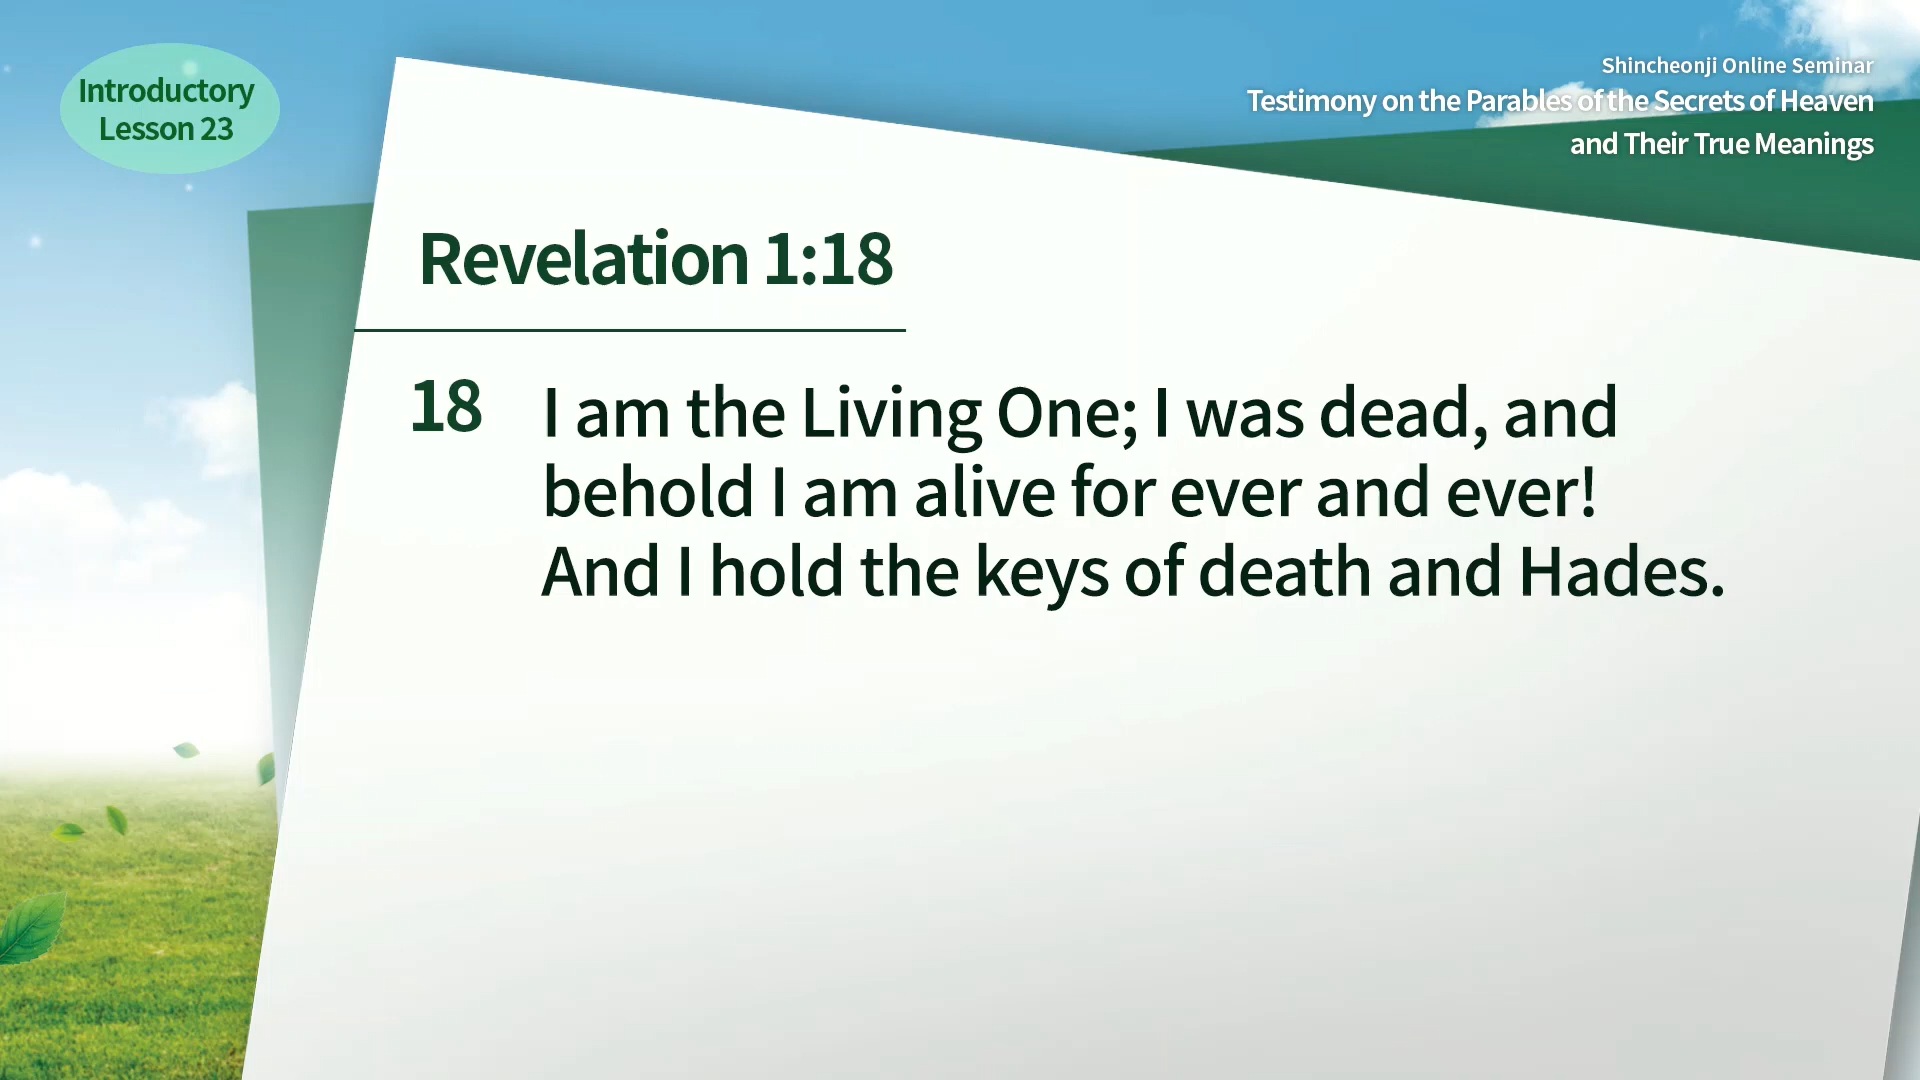 Introductory
Lesson 23
Shincheonji Online Seminar
Testimony on the Parables of the Secrets of Heaven
and Their True Meanings
Revelation 1:18
18 I am the Living One; I was dead, and
behold I am alive for ever and ever!
And I hold the keys of death and Hades.